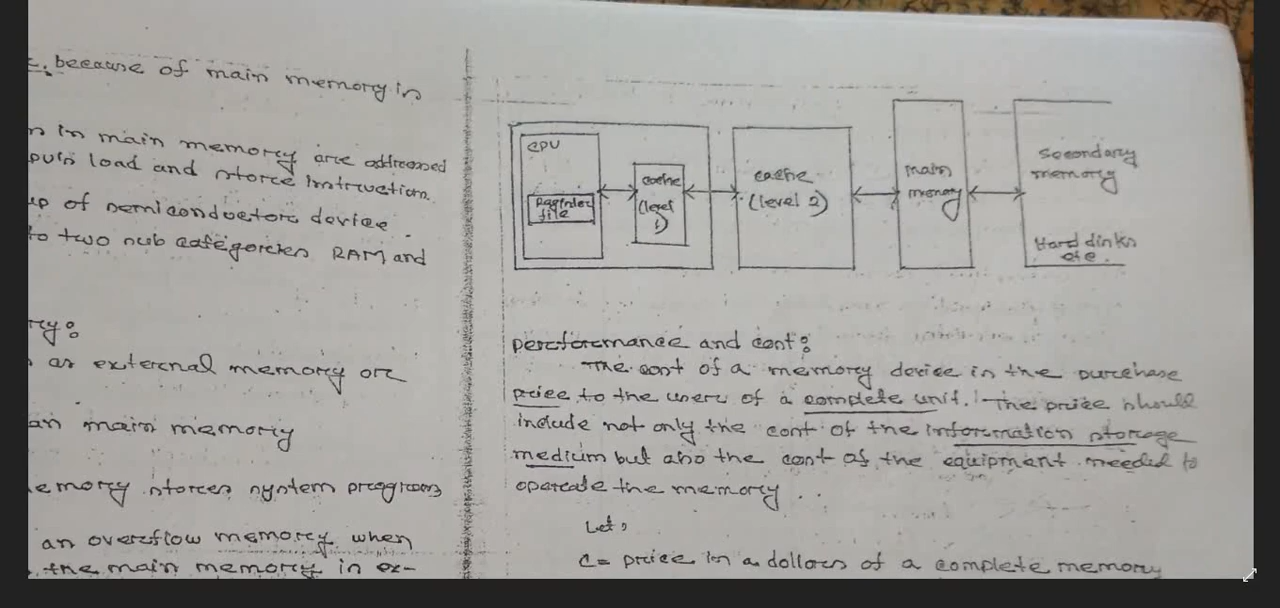 because of main memory is
in main memory are addressed
load and store instruction.
up of semiconductor device.
to two sub categories RAM and
ry:
as external memory or
an main memory
emory stores system programs
an overflow memory when
the main memory is ex-
CPU
Register
file
cache
(level
1)
cache
(level 2)
main
memory
secondary
memory
Hard disks
etc.
performance and cost:
The cost of a memory device is the purchase
price to the user of a complete unit. The price should
include not only the cost of the information storage
medium but also the cost of the equipment needed to
operate the memory.
Let,
C = price in a dollars of a complete memory